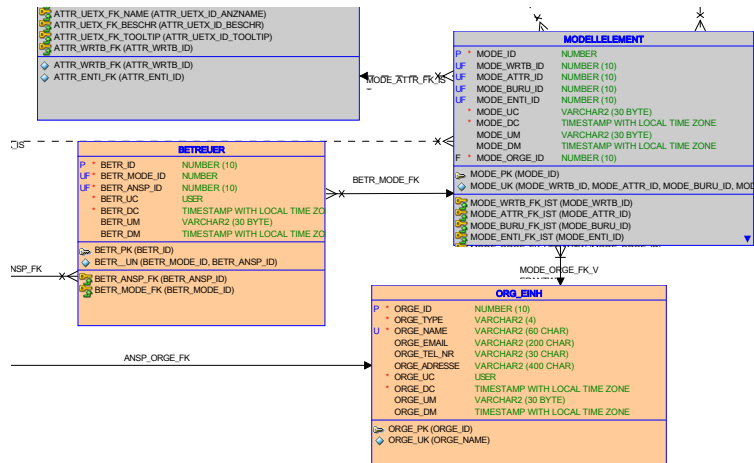 ATTR_UETX_FK_NAME (ATTR_UETX_ID_ANZNAME)
ATTR_UETX_FK_BESCHR (ATTR_UETX_ID_BESCHR)
ATTR_UETX_FK_TOOLTIP (ATTR_UETX_ID_TOOLTIP)
ATTR_WRTB_FK (ATTR_WRTB_ID)
ATTR_WRTB_FK (ATTR_WRTB_ID)
ATTR_ENTI_FK (ATTR_ENTI_ID)
MODE_ATTR_FK_IS
MODELLELEMENT
P * MODE_ID NUMBER
UF MODE_WRTB_ID NUMBER (10)
UF MODE_ATTR_ID NUMBER (10)
UF MODE_BURU_ID NUMBER (10)
UF MODE_ENTI_ID NUMBER (10)
* MODE_UC VARCHAR2 (30 BYTE)
* MODE_DC TIMESTAMP WITH LOCAL TIME ZONE
MODE_UM VARCHAR2 (30 BYTE)
MODE_DM TIMESTAMP WITH LOCAL TIME ZONE
F * MODE_ORGE_ID NUMBER (10)
MODE_PK (MODE_ID)
MODE_UK (MODE_WRTB_ID, MODE_ATTR_ID, MODE_BURU_ID, MOD
MODE_WRTB_FK_IST (MODE_WRTB_ID)
MODE_ATTR_FK_IST (MODE_ATTR_ID)
MODE_BURU_FK_IST (MODE_BURU_ID)
MODE_ENTI_FK_IST (MODE_ENTI_ID)
BETREUER
P * BETR_ID NUMBER (10)
UF * BETR_MODE_ID NUMBER
UF * BETR_ANSP_ID NUMBER (10)
* BETR_UC USER
* BETR_DC TIMESTAMP WITH LOCAL TIME ZO
BETR_UM VARCHAR2 (30 BYTE)
BETR_DM TIMESTAMP WITH LOCAL TIME ZO
BETR_PK (BETR_ID)
BETR__UN (BETR_MODE_ID, BETR_ANSP_ID)
BETR_ANSP_FK (BETR_ANSP_ID)
BETR_MODE_FK (BETR_MODE_ID)
BETR_MODE_FK
NSP_FK
MODE_ORGE_FK_V
ANSP_ORGE_FK
ORG_EINH
P * ORGE_ID NUMBER (10)
* ORGE_TYPE VARCHAR2 (4)
U * ORGE_NAME VARCHAR2 (60 CHAR)
ORGE_EMAIL VARCHAR2 (200 CHAR)
ORGE_TEL_NR VARCHAR2 (30 CHAR)
ORGE_ADRESSE VARCHAR2 (400 CHAR)
* ORGE_UC USER
* ORGE_DC TIMESTAMP WITH LOCAL TIME ZONE
ORGE_UM VARCHAR2 (30 BYTE)
ORGE_DM TIMESTAMP WITH LOCAL TIME ZONE
ORGE_PK (ORGE_ID)
ORGE_UK (ORGE_NAME)